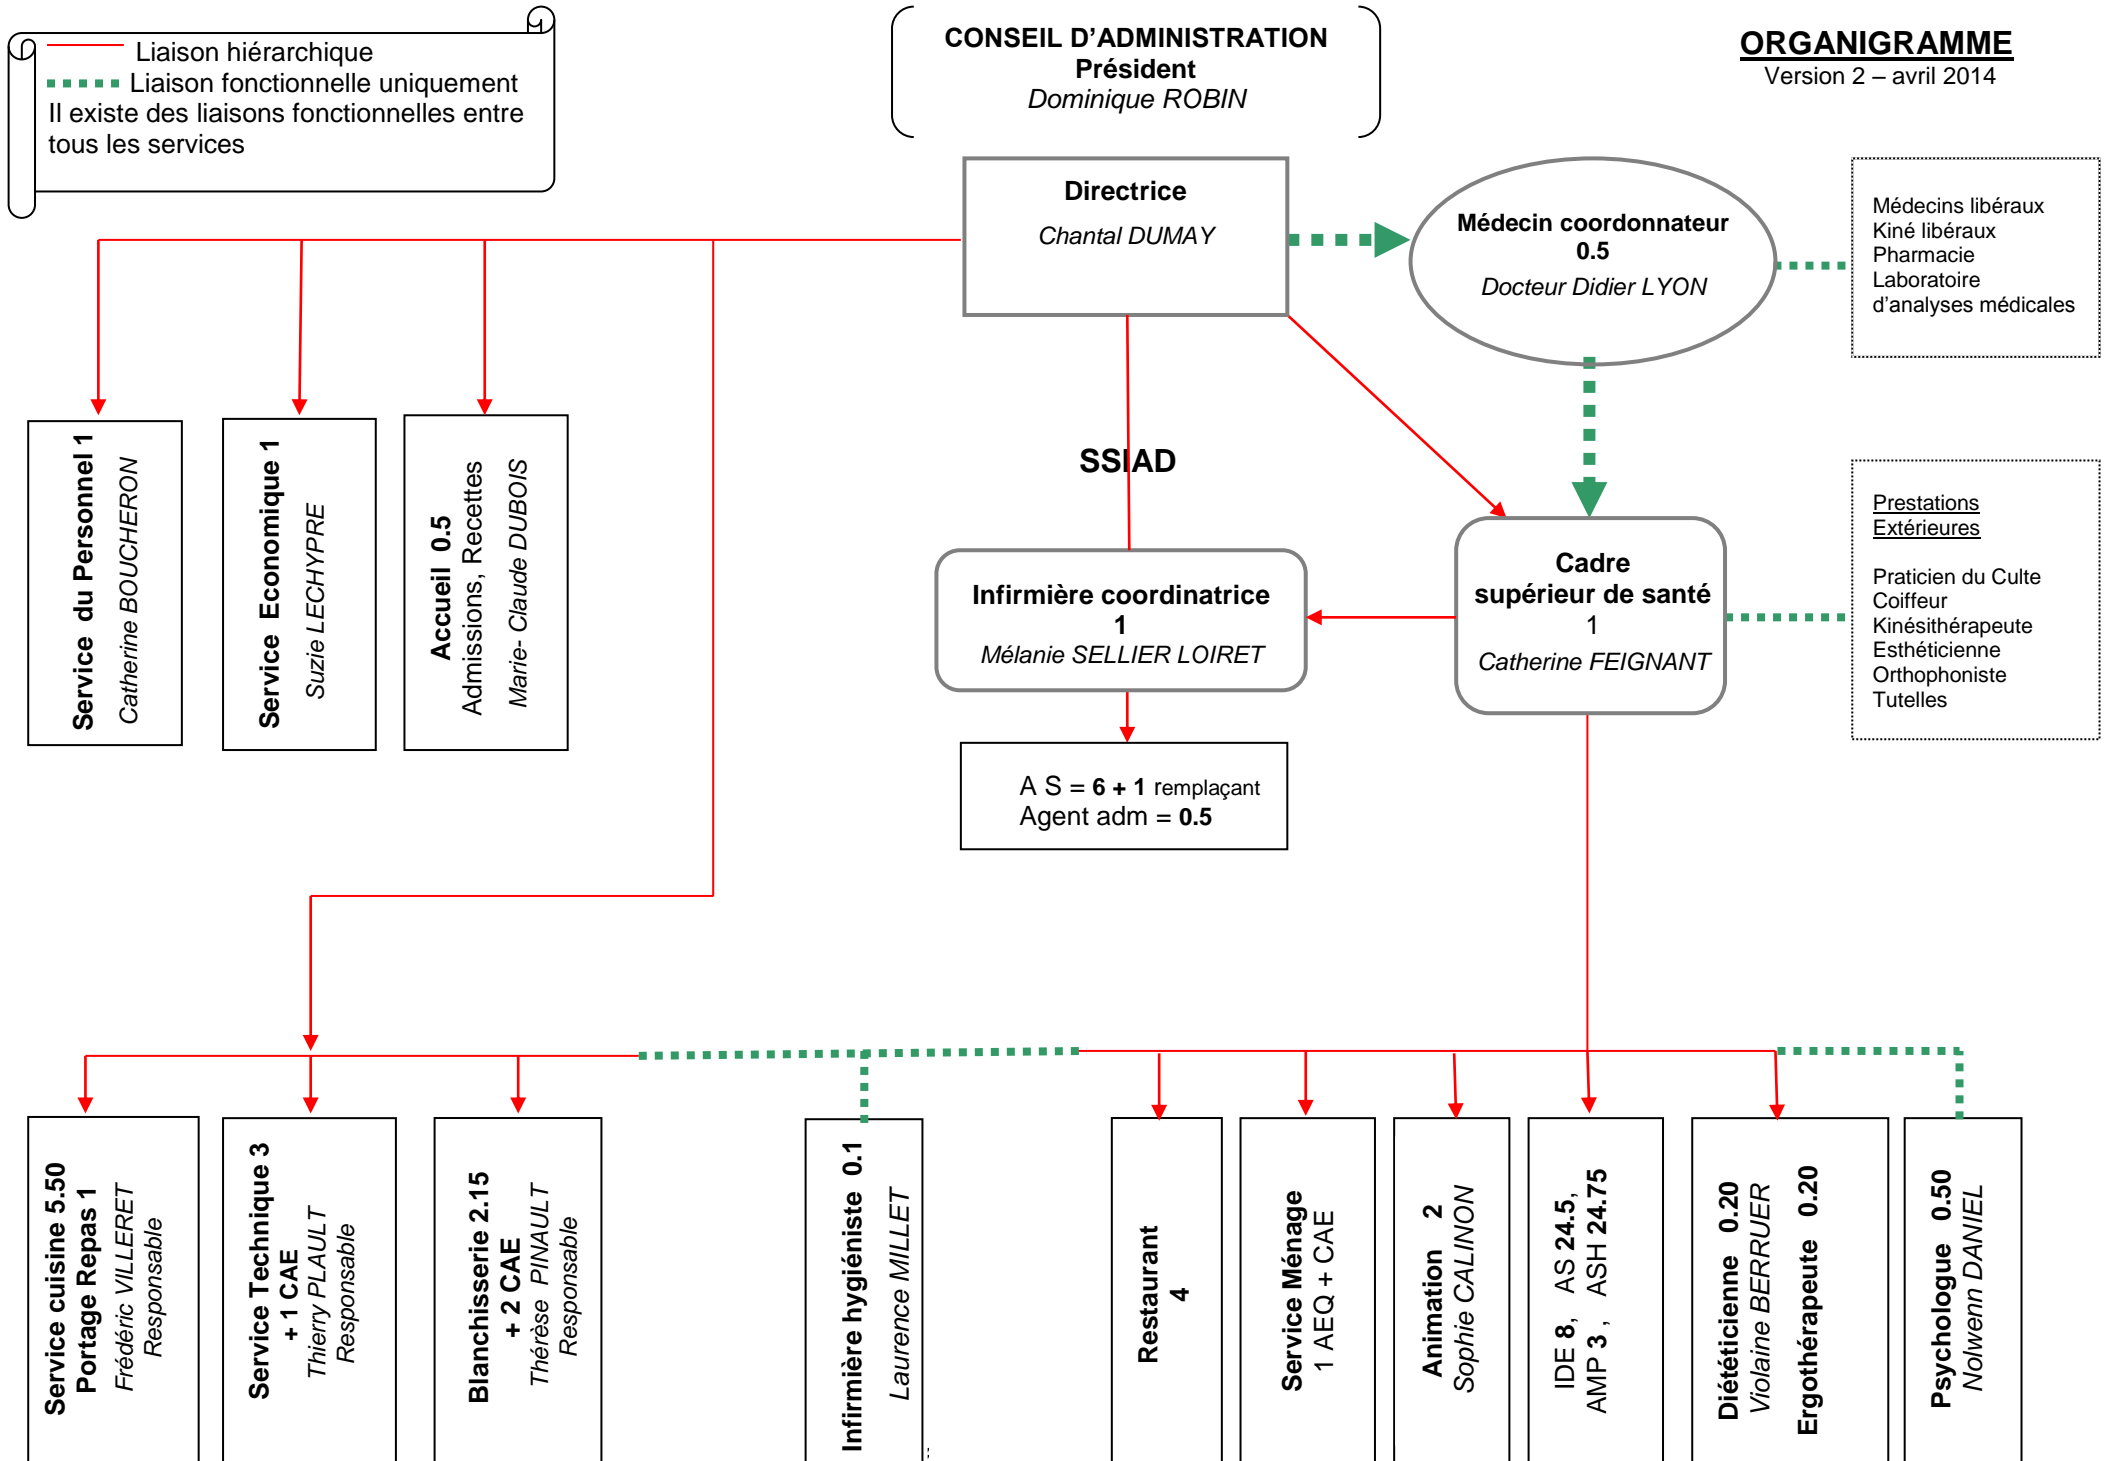 Liaison hiérarchique
Liaison fonctionnelle uniquement
Il existe des liaisons fonctionnelles entre
tous les services
CONSEIL D'ADMINISTRATION
Président
Dominique ROBIN
ORGANIGRAMME
Version 2 – avril 2014
Directrice
Chantal DUMAY
Médecin coordonnateur
0.5
Docteur Didier LYON
Médecins libéraux
Kiné libéraux
Pharmacie
Laboratoire
d'analyses médicales
Service du Personnel 1
Catherine BOUCHERON
Service Economique 1
Suzie LECHYPRE
Accueil 0.5
Admissions, Recettes
Marie- Claude DUBOIS
SSIAD
Infirmière coordinatrice
1
Mélanie SELLIER LOIRET
Cadre
supérieur de santé
1
Catherine FEIGNANT
Prestations
Extérieures
Praticien du Culte
Coiffeur
Kinésithérapeute
Esthéticienne
Orthophoniste
Tutelles
A S = 6 + 1 remplaçant
Agent adm = 0.5
Service cuisine 5.50
Portage Repas 1
Frédéric VILLERET
Responsable
Service Technique 3
+ 1 CAE
Thierry PLAULT
Responsable
Blanchisserie 2.15
+ 2 CAE
Thérèse PINAULT
Responsable
Infirmière hygiéniste 0.1
Laurence MILLET
Restaurant
4
Service Ménage
1 AEQ + CAE
Animation 2
Sophie CALINON
IDE 8, AS 24.5,
AMP 3 , ASH 24.75
Diététicienne 0.20
Violaine BERRUER
Ergothérapeute 0.20
Psychologue 0.50
Nolwenn DANIEL